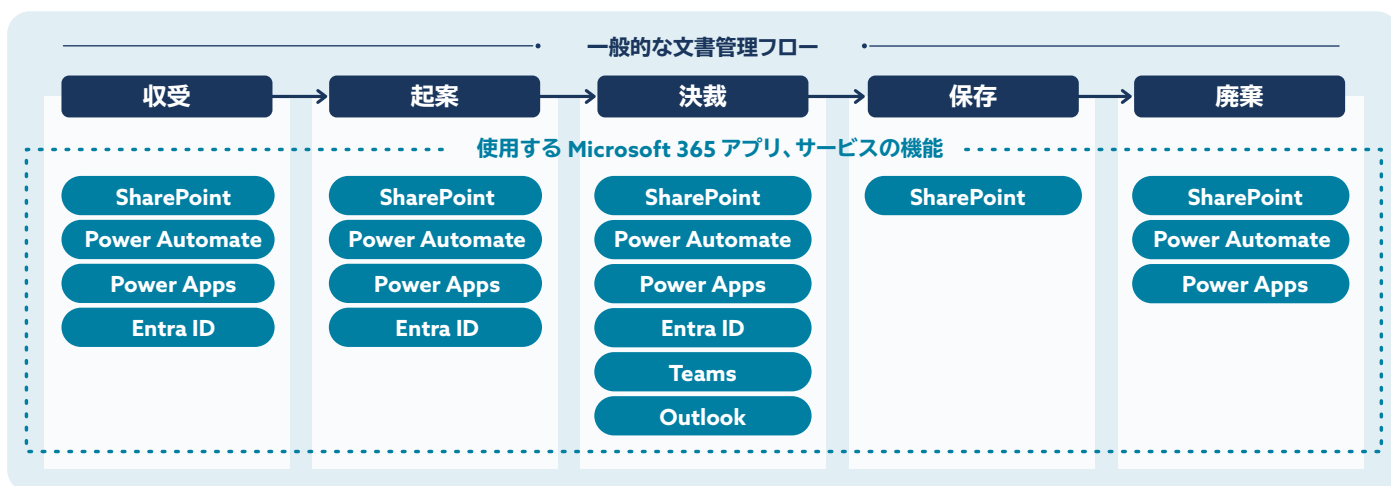 一般的な文書管理フロー
収受
起案
決裁
保存
廃棄
使用する Microsoft 365 アプリ、サービスの機能
SharePoint
Power Automate
Power Apps
Entra ID
SharePoint
Power Automate
Power Apps
Entra ID
SharePoint
Power Automate
Power Apps
Entra ID
Teams
Outlook
SharePoint
SharePoint
Power Automate
Power Apps